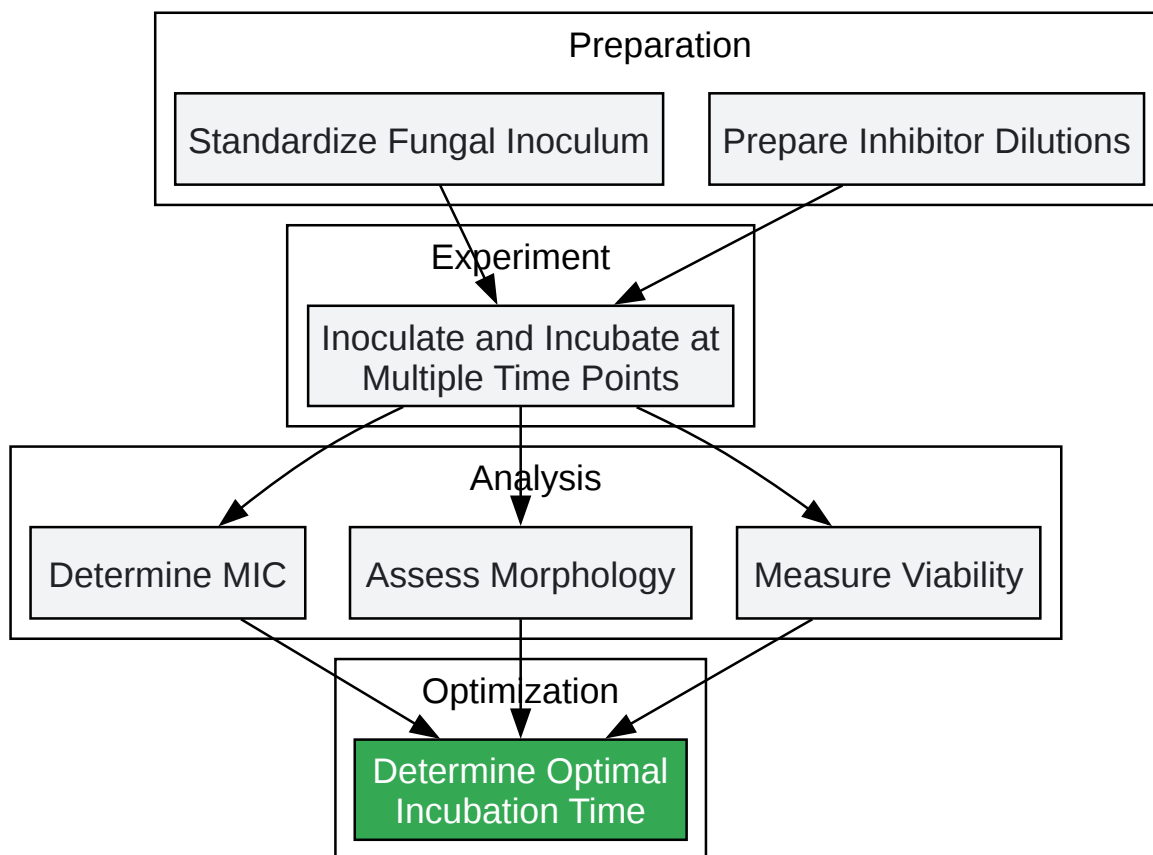 Preparation
Standardize Fungal Inoculum
Prepare Inhibitor Dilutions
Experiment
Inoculate and Incubate at
Multiple Time Points
Analysis
Determine MIC
Assess Morphology
Measure Viability
Optimization
Determine Optimal
Incubation Time